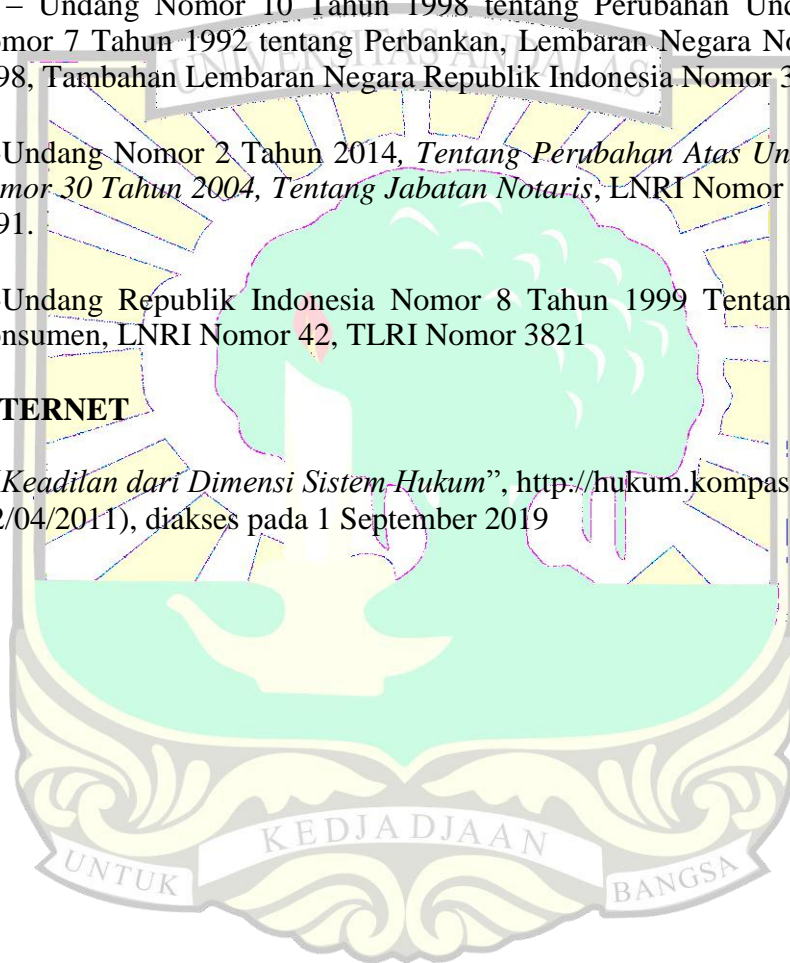 – Undang Nomor 10 Tahun 1998 tentang Perubahan Und
omor 7 Tahun 1992 tentang Perbankan, Lembaran Negara No
98, Tambahan Lembaran Negara Republik Indonesia Nomor 3
UNIVERSITAS ANDALAS
Undang Nomor 2 Tahun 2014, Tentang Perubahan Atas Un
mor 30 Tahun 2004, Tentang Jabatan Notaris, LNRI Nomor
91.
Undang Republik Indonesia Nomor 8 Tahun 1999 Tentan
onsumen, LNRI Nomor 42, TLRI Nomor 3821
TERNET
Keadilan dari Dimensi Sistem Hukum”, http://hukum.kompas
2/04/2011), diakses pada 1 September 2019
UNTUK KEDJADJAAN BANGSA